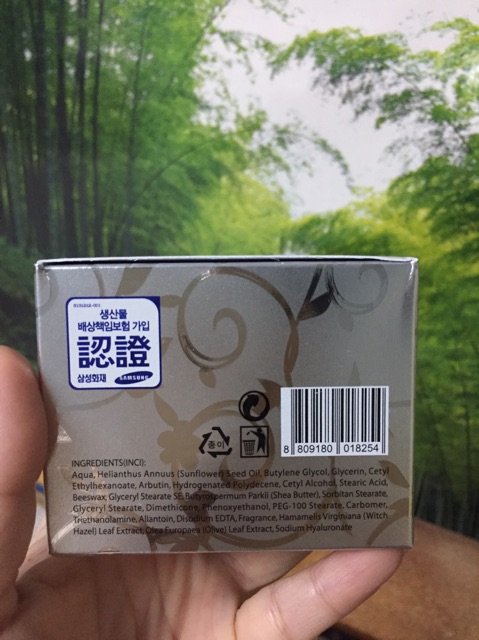 생산물
배상책임보험 가입
認證
삼성화재 SAMSUNG
종이
8 809180 018254
INGREDIENTS(INCI):
Aqua, Helianthus Annuus (Sunflower) Seed Oil, Butylene Glycol, Glycerin, Cetyl
Ethylhexanoate, Arbutin, Hydrogenated Polydecene, Cetyl Alcohol, Stearic Acid,
Beeswax, Glyceryl Stearate SE, Butyrospermum Parkii (Shea Butter), Sorbitan Stearate,
Glyceryl Stearate, Dimethicone, Phenoxyethanol, PEG-100 Stearate, Carbomer,
Triethanolamine, Allantoin, Disodium EDTA, Fragrance, Hamamelis Virginiana (Witch
Hazel) Leaf Extract, Olea Europaea (Olive) Leaf Extract, Sodium Hyaluronate